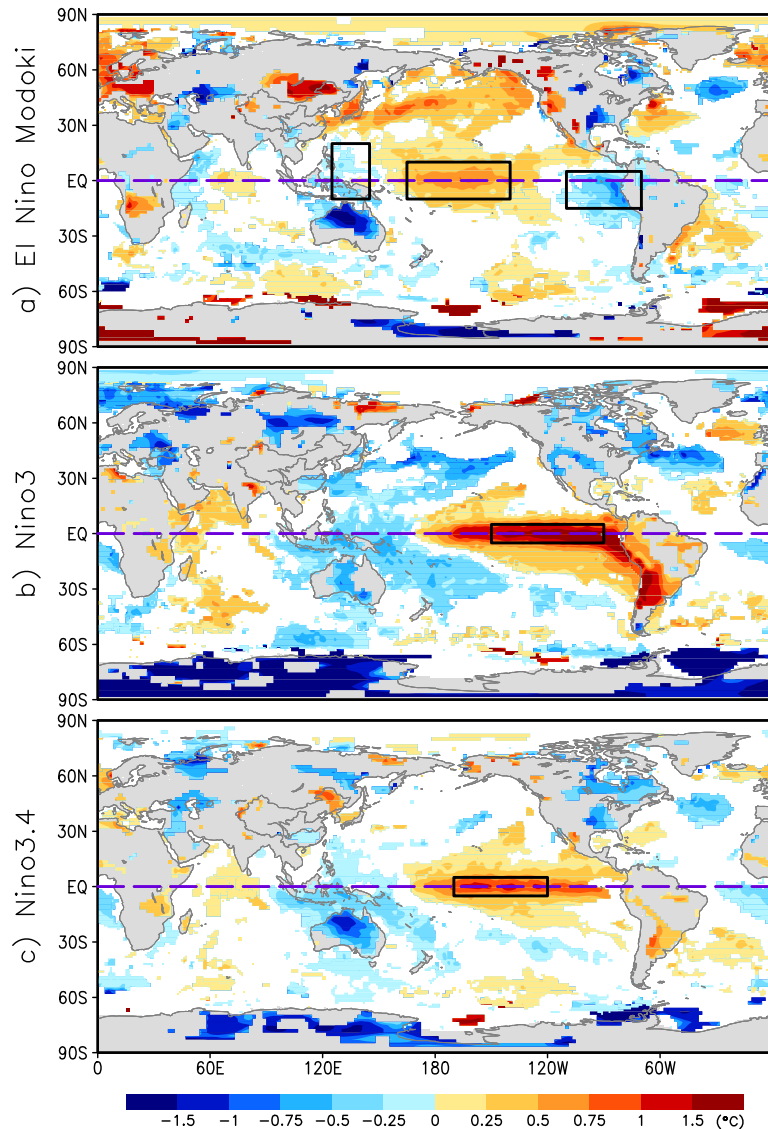 a) El Nino Modoki
90N
60N
30N
EQ
30S
60S
90S
b) Nino3
90N
60N
30N
EQ
30S
60S
90S
c) Nino3.4
90N
60N
30N
EQ
30S
60S
90S
0 60E 120E 180 120W 60W
−1.5 −1 −0.75 −0.5 −0.25 0 0.25 0.5 0.75 1 1.5 (°C)